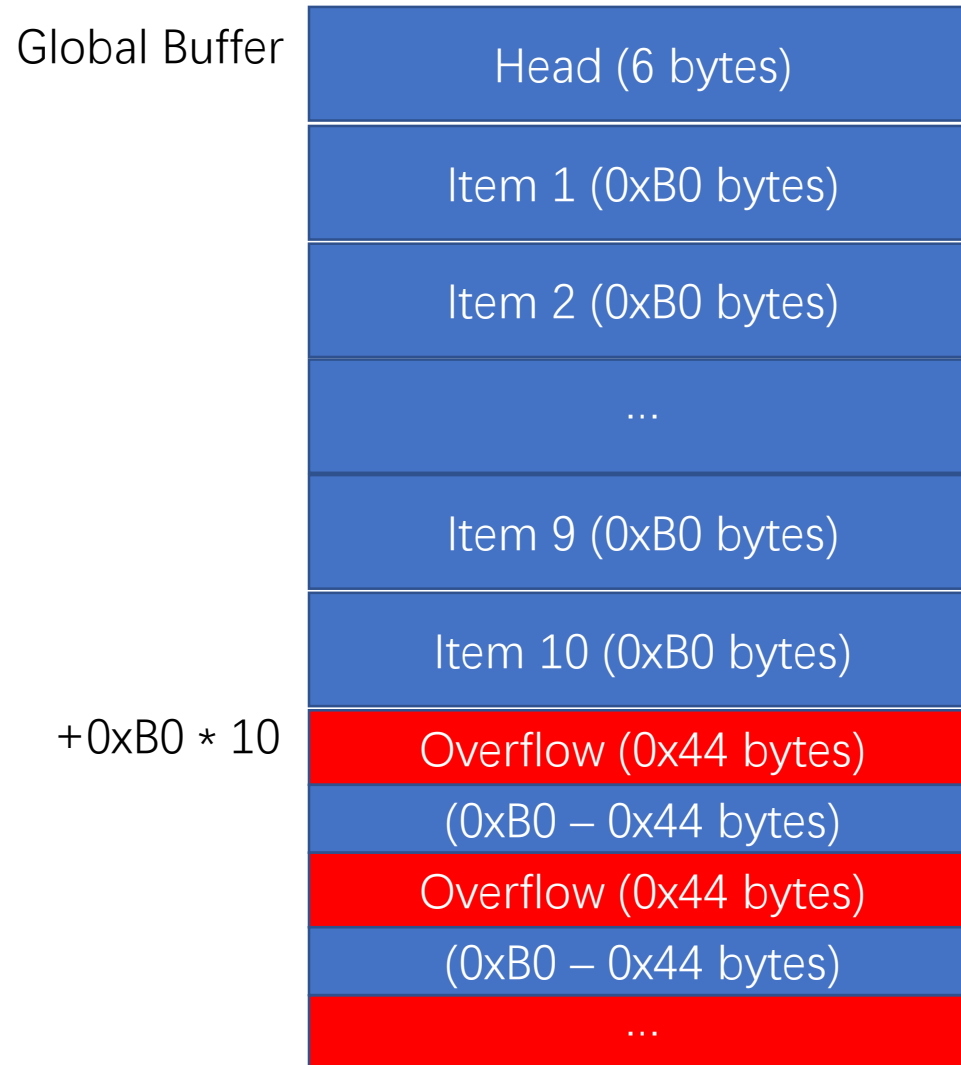 Global Buffer
Head (6 bytes)
Item 1 (0xB0 bytes)
Item 2 (0xB0 bytes)
...
Item 9 (0xB0 bytes)
Item 10 (0xB0 bytes)
+0xB0 * 10
Overflow (0x44 bytes)
(0xB0 – 0x44 bytes)
Overflow (0x44 bytes)
(0xB0 – 0x44 bytes)
...